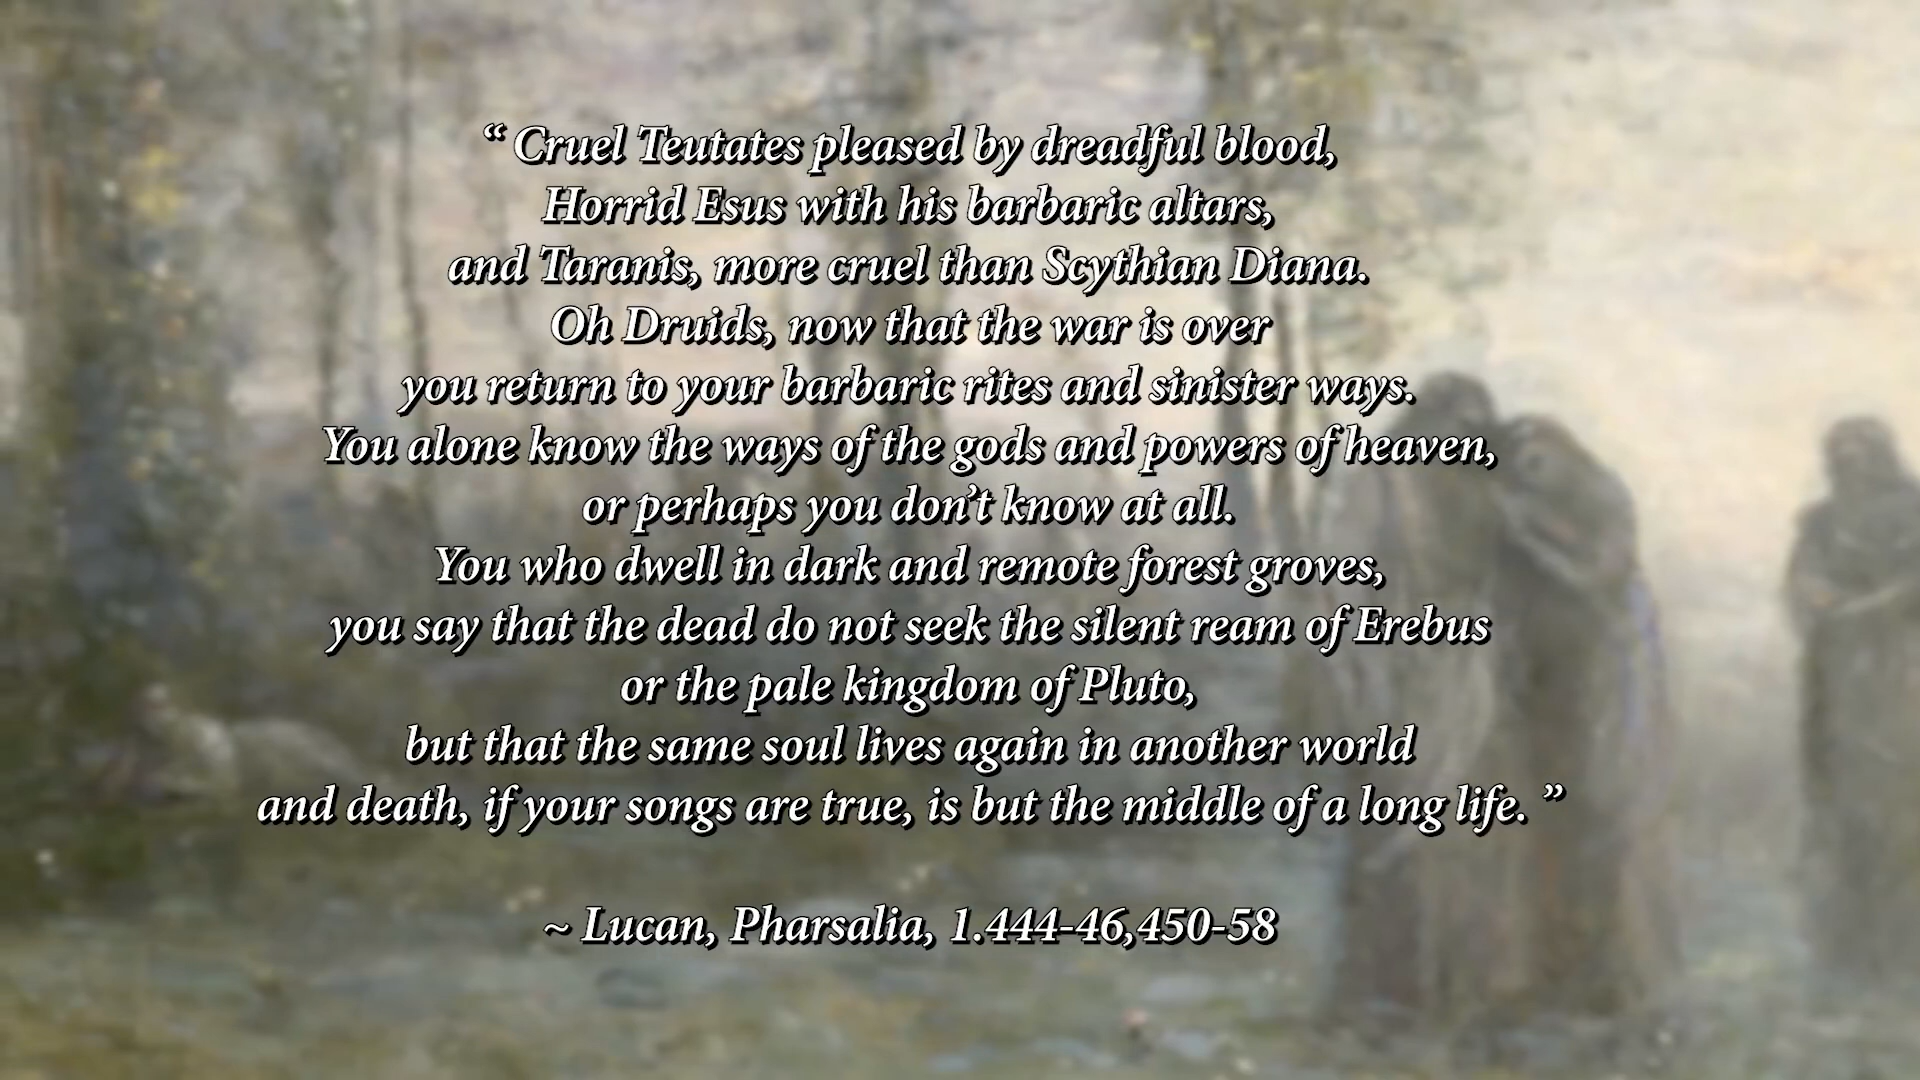 “ Cruel Teutates pleased by dreadful blood,
Horrid Esus with his barbaric altars,
and Taranis, more cruel than Scythian Diana.
Oh Druids, now that the war is over
you return to your barbaric rites and sinister ways.
You alone know the ways of the gods and powers of heaven,
or perhaps you don’t know at all.
You who dwell in dark and remote forest groves,
you say that the dead do not seek the silent ream of Erebus
or the pale kingdom of Pluto,
but that the same soul lives again in another world
and death, if your songs are true, is but the middle of a long life. ”
~ Lucan, Pharsalia, 1.444-46,450-58